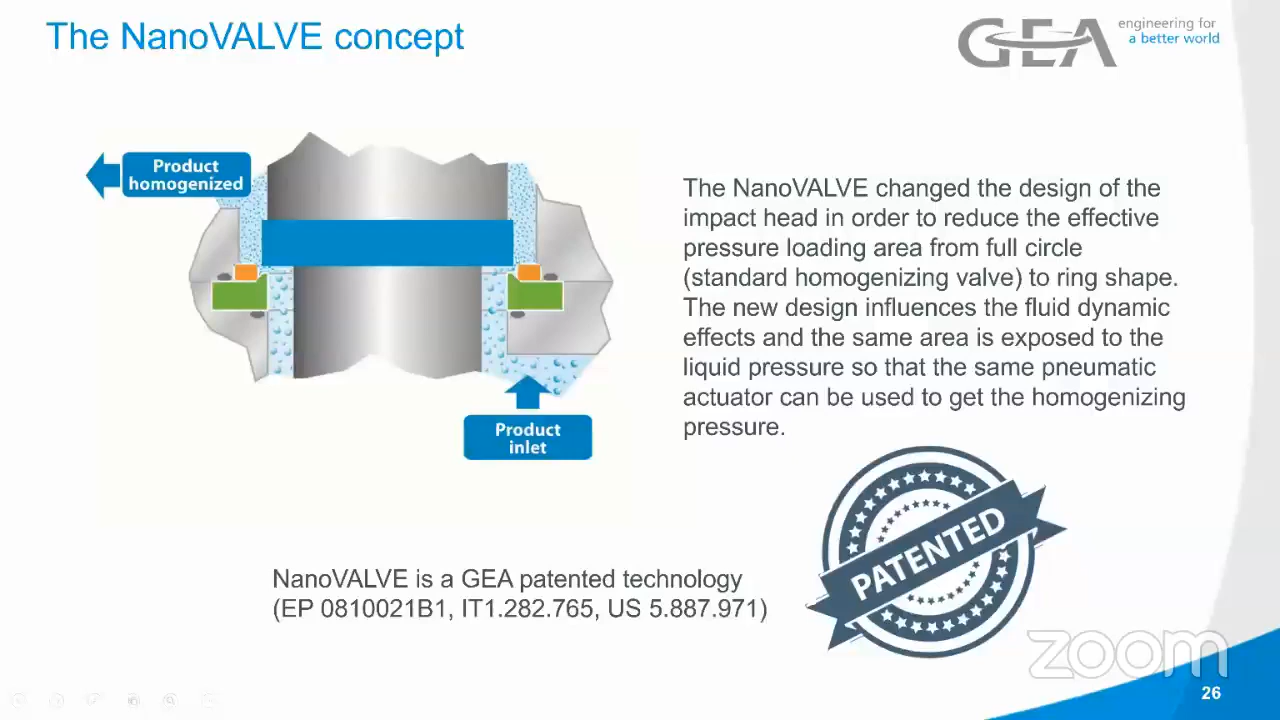 The NanoVALVE concept
GEA
engineering for
a better world
Product
homogenized
Product
inlet
The NanoVALVE changed the design of the
impact head in order to reduce the effective
pressure loading area from full circle
(standard homogenizing valve) to ring shape.
The new design influences the fluid dynamic
effects and the same area is exposed to the
liquid pressure so that the same pneumatic
actuator can be used to get the homogenizing
pressure.
PATENTED
NanoVALVE is a GEA patented technology
(EP 0810021B1, IT1.282.765, US 5.887.971)
zoom
26